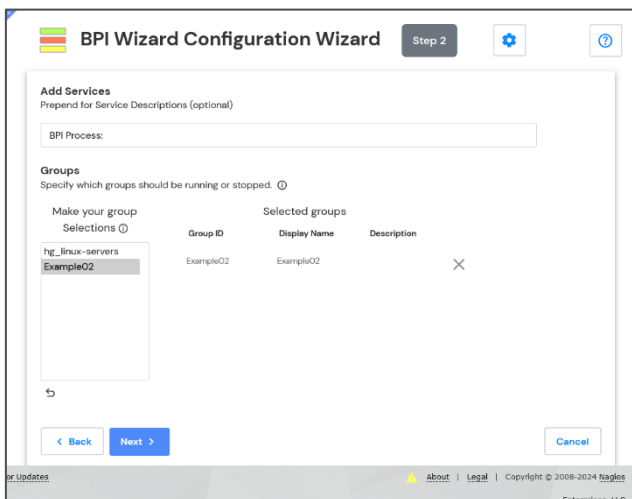 BPI Wizard Configuration Wizard Step 2
Add Services
Prepend for Service Descriptions (optional)
BPI Process:
Groups
Specify which groups should be running or stopped.
Make your group
Selections
Selected groups
Group ID Display Name Description
hg_linux-servers
Example02
Example02 Example02
< Back Next > Cancel
or Updates About | Legal | Copyright © 2008-2024 Nagios
Enterprises, LLC